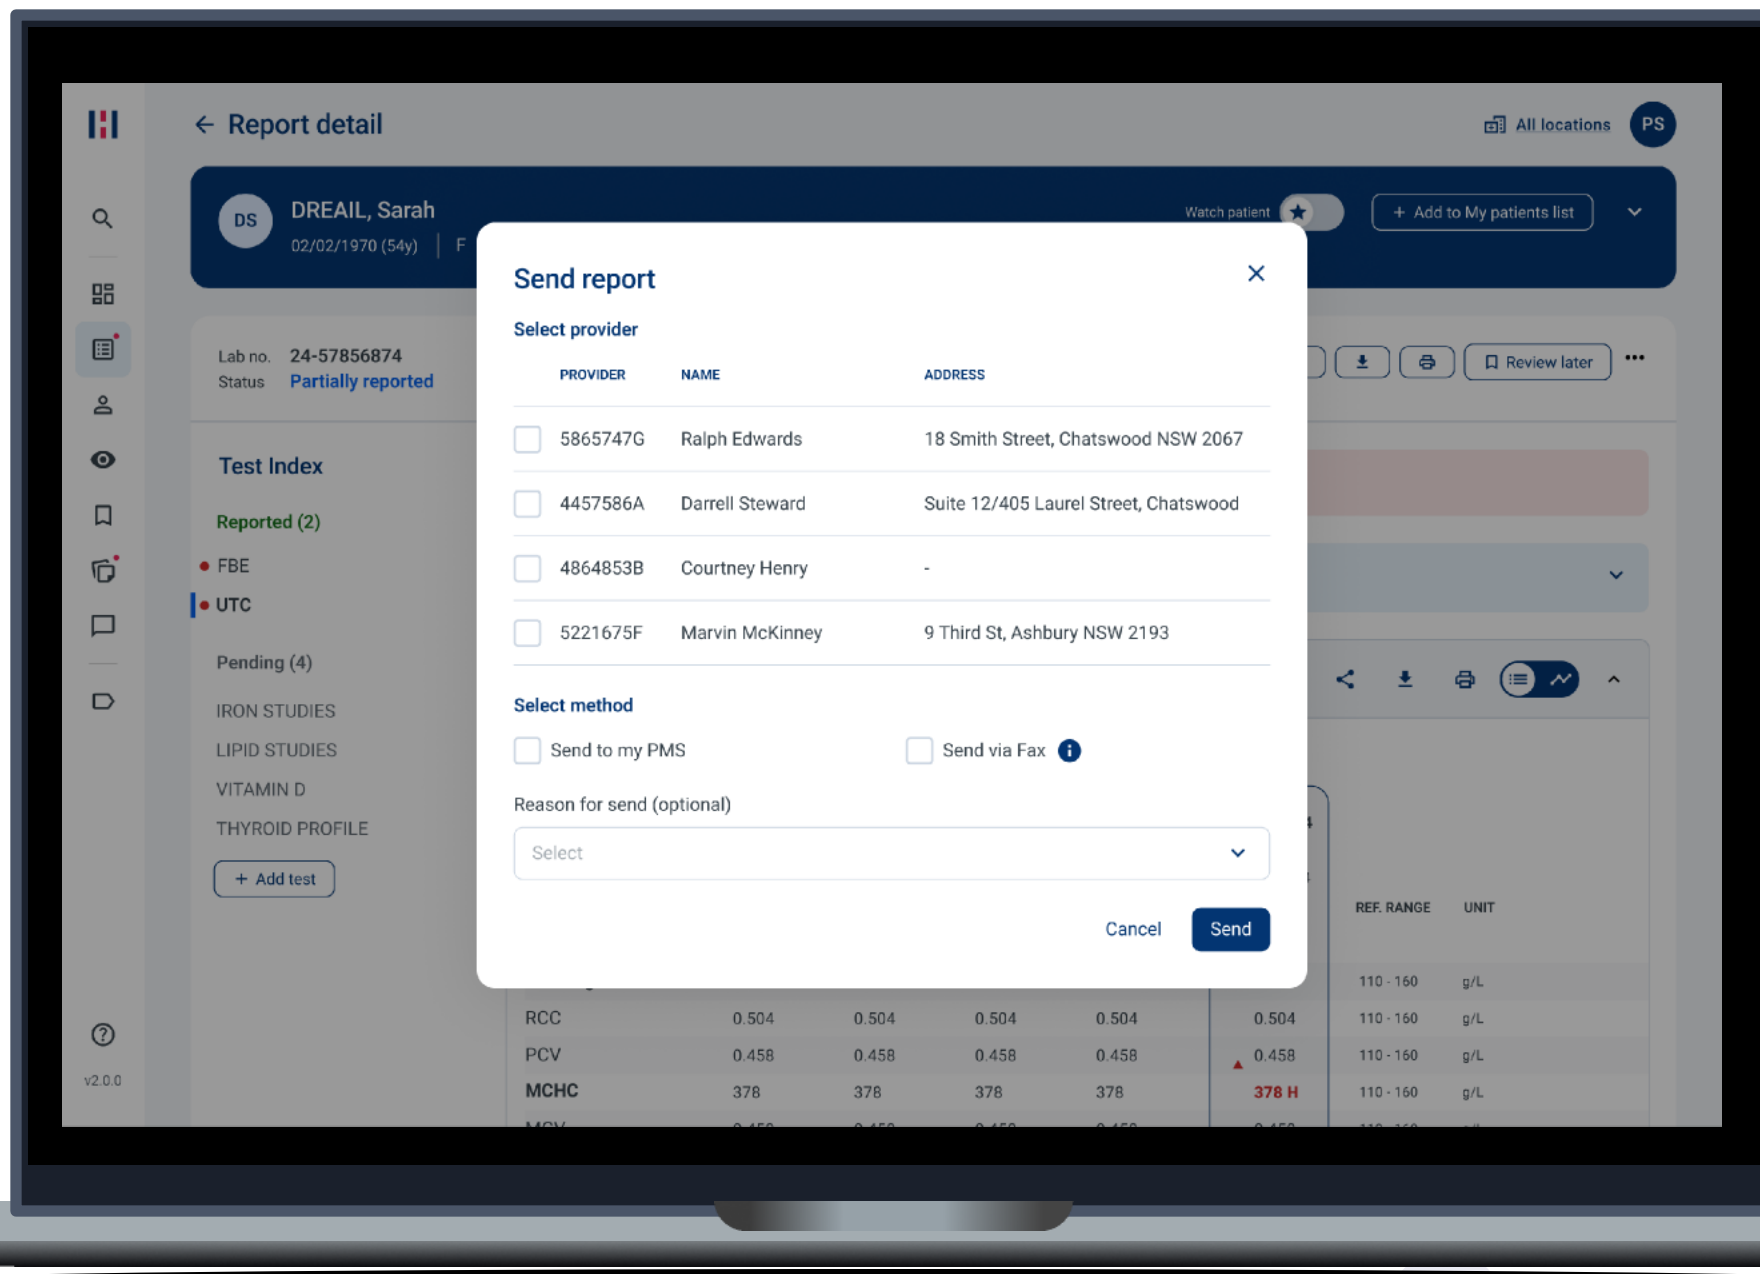 Report detail
All locations
PS
DS
DREAIL, Sarah
02/02/1970 (54y)
F
Watch patient
+ Add to My patients list
Lab no. 24-57856874
Status Partially reported
Review later
Test Index
Reported (2)
FBE
UTC
Pending (4)
IRON STUDIES
LIPID STUDIES
VITAMIN D
THYROID PROFILE
+ Add test
v2.0.0
Send report
Select provider
PROVIDER NAME ADDRESS
5865747G Ralph Edwards 18 Smith Street, Chatswood NSW 2067
4457586A Darrell Steward Suite 12/405 Laurel Street, Chatswood
4864853B Courtney Henry -
5221675F Marvin McKinney 9 Third St, Ashbury NSW 2193
Select method
Send to my PMS
Send via Fax
Reason for send (optional)
Select
Cancel
Send
REF. RANGE UNIT
110 - 160 g/L
RCC 0.504 0.504 0.504 0.504 0.504 110 - 160 g/L
PCV 0.458 0.458 0.458 0.458 0.458 110 - 160 g/L
MCHC 378 378 378 378 378 H 110 - 160 g/L